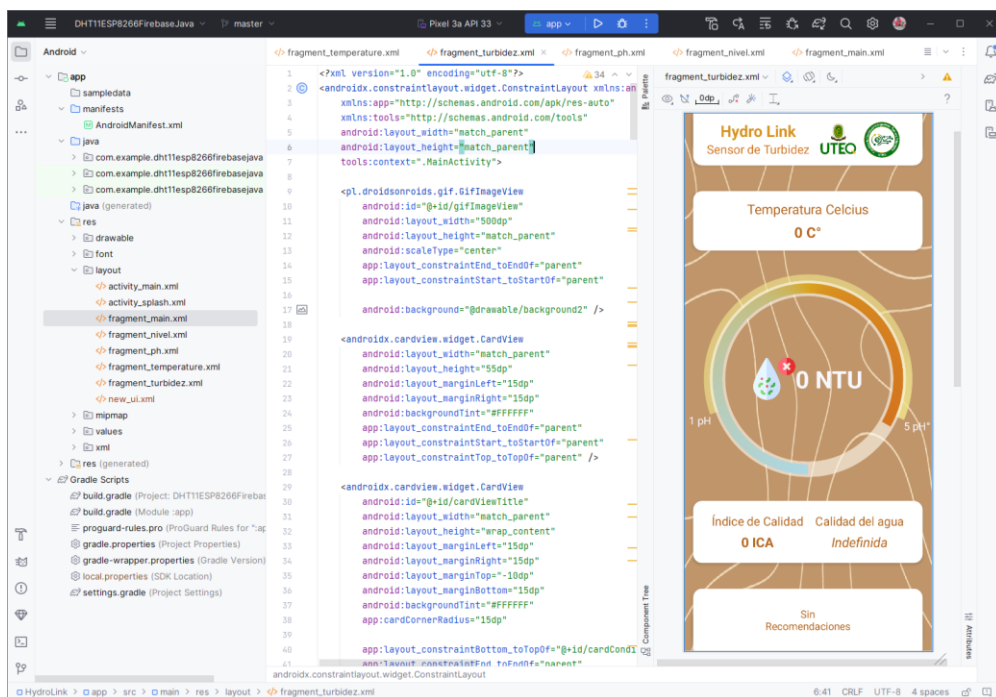 DHT11ESP8266FirebaseJava
master
Pixel 3a API 33
app
Android
fragment_temperature.xml
fragment_turbidez.xml
fragment_ph.xml
fragment_nivel.xml
fragment_main.xml
app
sampledata
manifests
AndroidManifest.xml
java
com.example.dht11esp8266firebasejava
com.example.dht11esp8266firebasejava
com.example.dht11esp8266firebasejava
java (generated)
res
drawable
font
layout
activity_main.xml
activity_splash.xml
fragment_main.xml
fragment_nivel.xml
fragment_ph.xml
fragment_temperature.xml
fragment_turbidez.xml
new_ui.xml
mipmap
values
xml
res (generated)
Gradle Scripts
build.gradle (Project: DHT11ESP8266Firebas
build.gradle (Module :app)
proguard-rules.pro (ProGuard Rules for ":ap
gradle.properties (Project Properties)
gradle-wrapper.properties (Gradle Version)
local.properties (SDK Location)
settings.gradle (Project Settings)
34
1 <?xml version="1.0" encoding="utf-8"?>
2 <androidx.constraintlayout.widget.ConstraintLayout xmlns:an
3 xmlns:app="http://schemas.android.com/apk/res-auto"
4 xmlns:tools="http://schemas.android.com/tools"
5 android:layout_width="match_parent"
6 android:layout_height="match_parent"
7 tools:context=".MainActivity">
8
9 <pl.droidsonroids.gif.GifImageView
10 android:id="@+id/gifImageView"
11 android:layout_width="500dp"
12 android:layout_height="match_parent"
13 android:scaleType="center"
14 app:layout_constraintEnd_toEndOf="parent"
15 app:layout_constraintStart_toStartOf="parent"
16
17 android:background="@drawable/background2" />
18
19 <androidx.cardview.widget.CardView
20 android:layout_width="match_parent"
21 android:layout_height="55dp"
22 android:layout_marginLeft="15dp"
23 android:layout_marginRight="15dp"
24 android:backgroundTint="#FFFFFF"
25 app:layout_constraintEnd_toEndOf="parent"
26 app:layout_constraintStart_toStartOf="parent"
27 app:layout_constraintTop_toTopOf="parent" />
28
29 <androidx.cardview.widget.CardView
30 android:id="@+id/cardViewTitle"
31 android:layout_width="match_parent"
32 android:layout_height="wrap_content"
33 android:layout_marginLeft="15dp"
34 android:layout_marginRight="15dp"
35 android:layout_marginTop="-10dp"
36 android:layout_marginBottom="15dp"
37 android:backgroundTint="#FFFFFF"
38 app:cardCornerRadius="15dp"
39
40 app:layout_constraintBottom_toTopOf="@+id/cardCondi
41 app:layout_constraintEnd_toEndOf="parent"
androidx.constraintlayout.widget.ConstraintLayout
Palette
Component Tree
fragment_turbidez.xml
0dp
?
Hydro Link
Sensor de Turbidez
UTEQ
Temperatura Celcius
0 C°
0 NTU
1 pH
5 pH°
Índice de Calidad Calidad del agua
0 ICA Indefinida
Sin
Recomendaciones
Attributes
HydroLink > app > src > main > res > layout > fragment_turbidez.xml
6:41 CRLF UTF-8 4 spaces